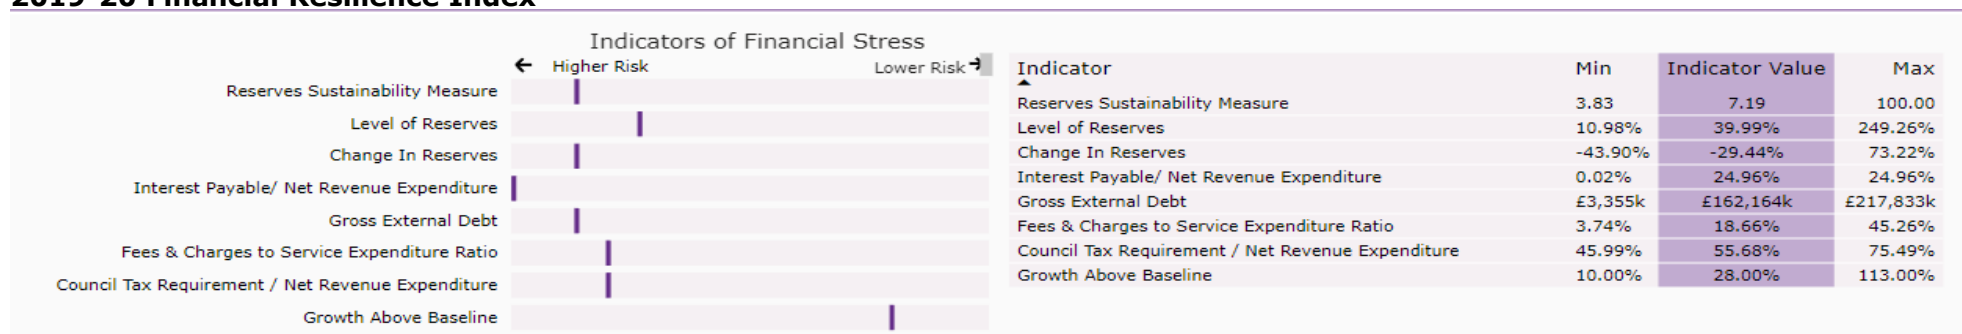 2019-20 Financial Resilience Index
Indicators of Financial Stress
← Higher Risk Lower Risk →
Reserves Sustainability Measure
Level of Reserves
Change In Reserves
Interest Payable/ Net Revenue Expenditure
Gross External Debt
Fees & Charges to Service Expenditure Ratio
Council Tax Requirement / Net Revenue Expenditure
Growth Above Baseline
Indicator Min Indicator Value Max
Reserves Sustainability Measure 3.83 7.19 100.00
Level of Reserves 10.98% 39.99% 249.26%
Change In Reserves -43.90% -29.44% 73.22%
Interest Payable/ Net Revenue Expenditure 0.02% 24.96% 24.96%
Gross External Debt £3,355k £162,164k £217,833k
Fees & Charges to Service Expenditure Ratio 3.74% 18.66% 45.26%
Council Tax Requirement / Net Revenue Expenditure 45.99% 55.68% 75.49%
Growth Above Baseline 10.00% 28.00% 113.00%